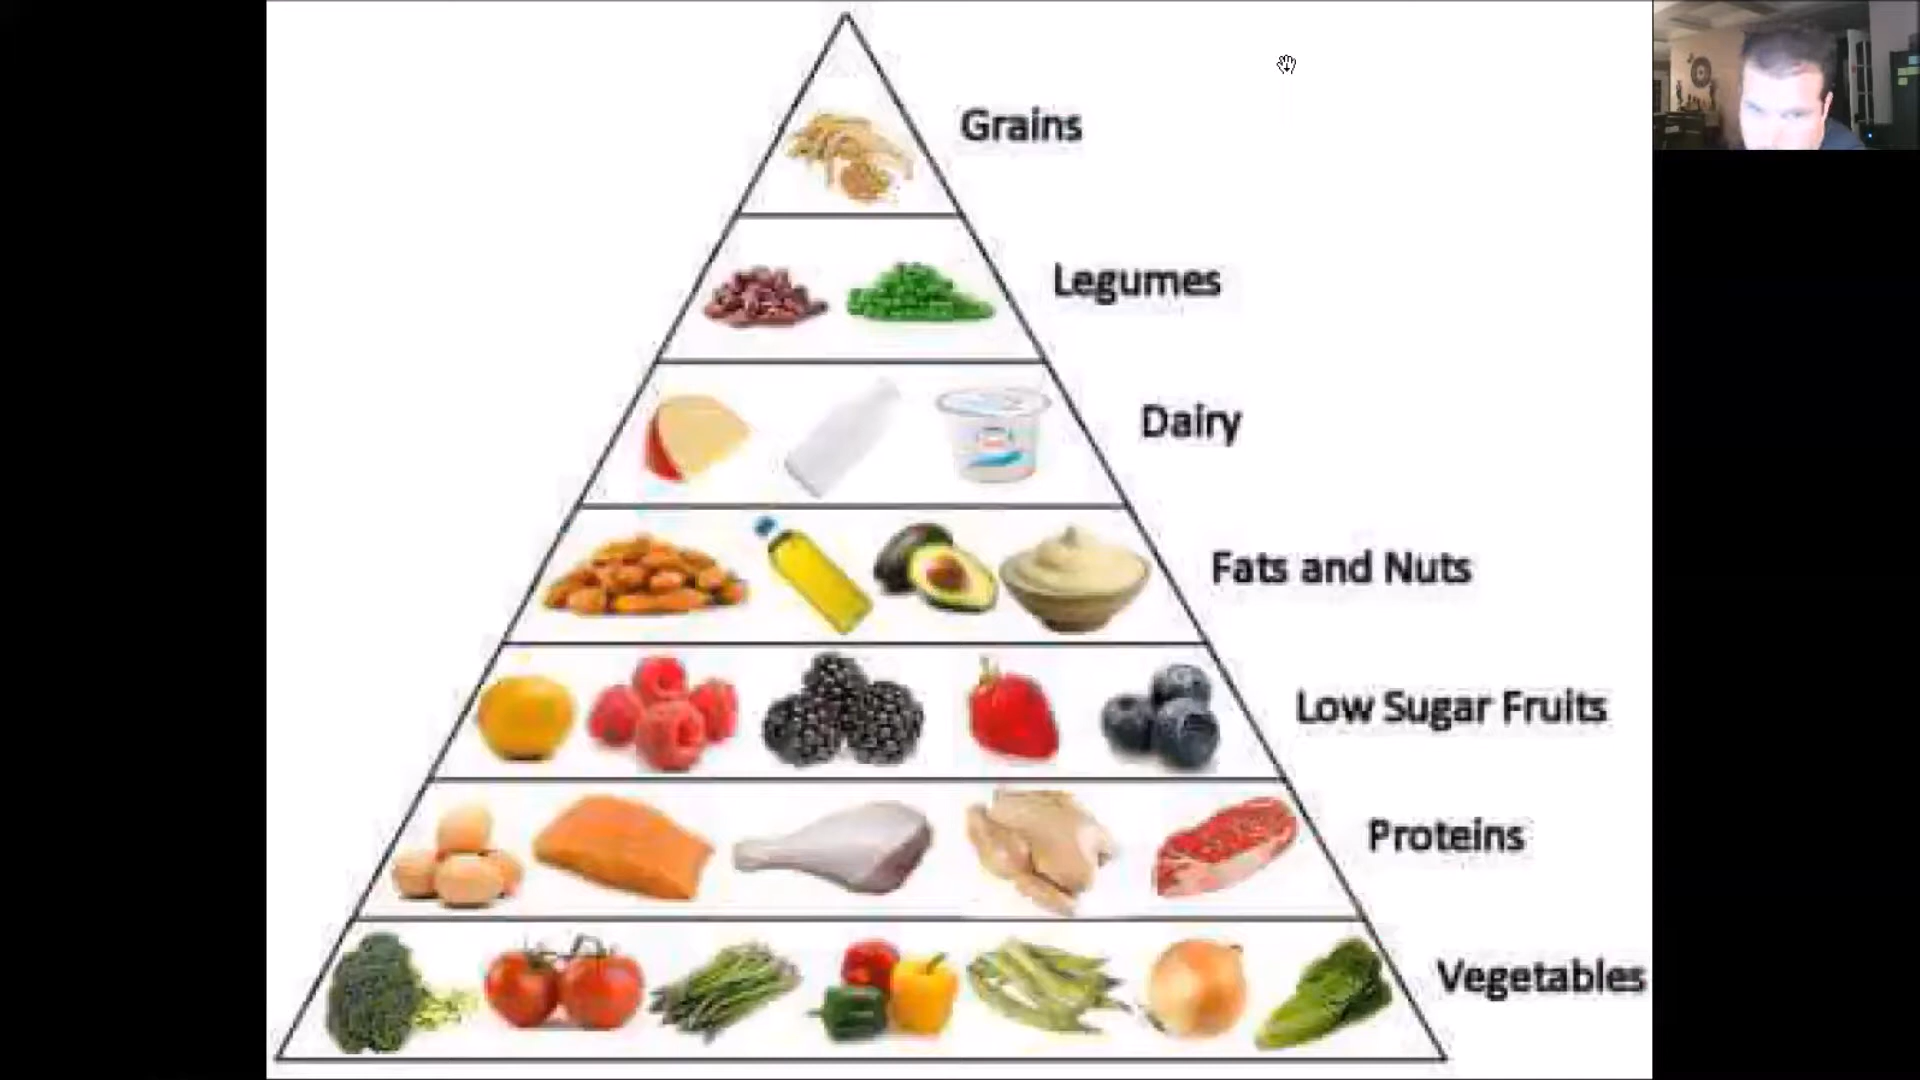 Grains
Legumes
Dairy
Fats and Nuts
Low Sugar Fruits
Proteins
Vegetables